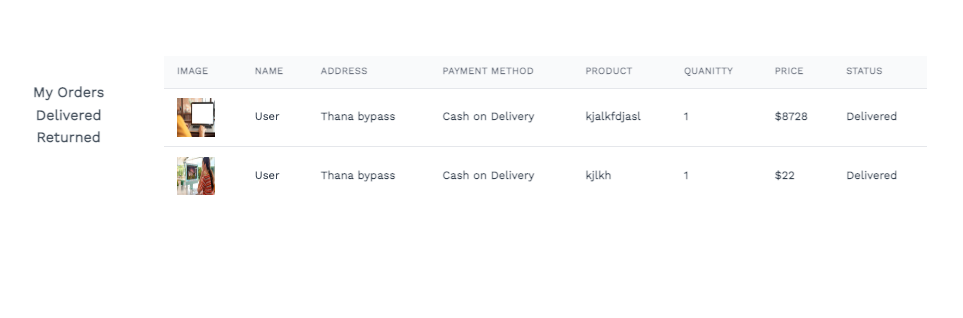 My Orders
Delivered
Returned
IMAGE NAME ADDRESS PAYMENT METHOD PRODUCT QUANITTY PRICE STATUS
User Thana bypass Cash on Delivery kjalkfdjasl 1 $8728 Delivered
User Thana bypass Cash on Delivery kjlkh 1 $22 Delivered